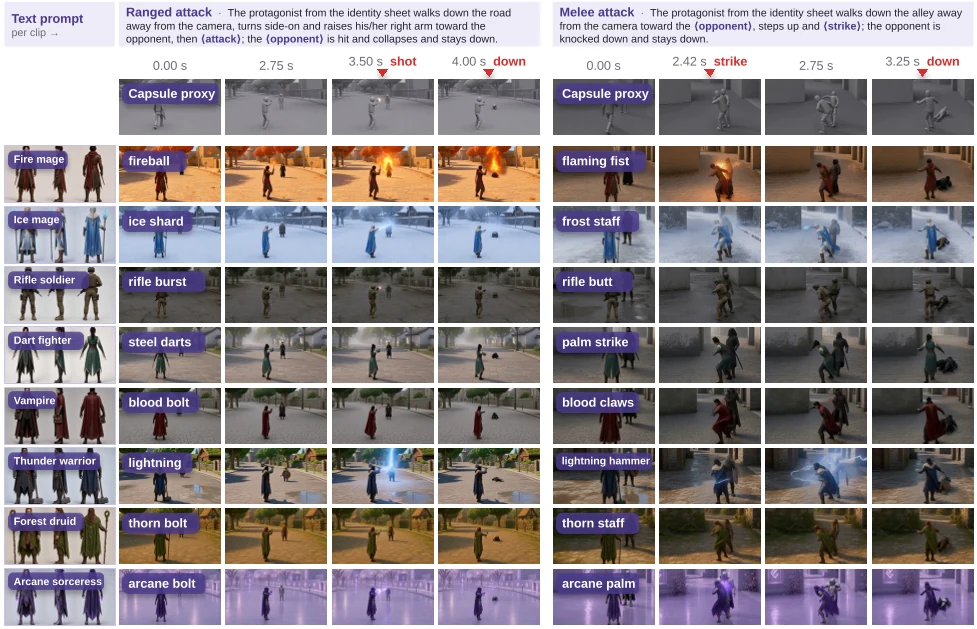 Text prompt
per clip →
Ranged attack · The protagonist from the identity sheet walks down the road
away from the camera, turns side-on and raises his/her right arm toward the
opponent, then ⟨attack⟩; the ⟨opponent⟩ is hit and collapses and stays down.
Melee attack · The protagonist from the identity sheet walks down the alley away
from the camera toward the ⟨opponent⟩, steps up and ⟨strike⟩; the opponent is
knocked down and stays down.
0.00 s 2.75 s 3.50 s shot 4.00 s down
0.00 s 2.42 s strike 2.75 s 3.25 s down
Capsule proxy Capsule proxy
Fire mage fireball flaming fist
Ice mage ice shard frost staff
Rifle soldier rifle burst rifle butt
Dart fighter steel darts palm strike
Vampire blood bolt blood claws
Thunder warrior lightning lightning hammer
Forest druid thorn bolt thorn staff
Arcane sorceress arcane bolt arcane palm